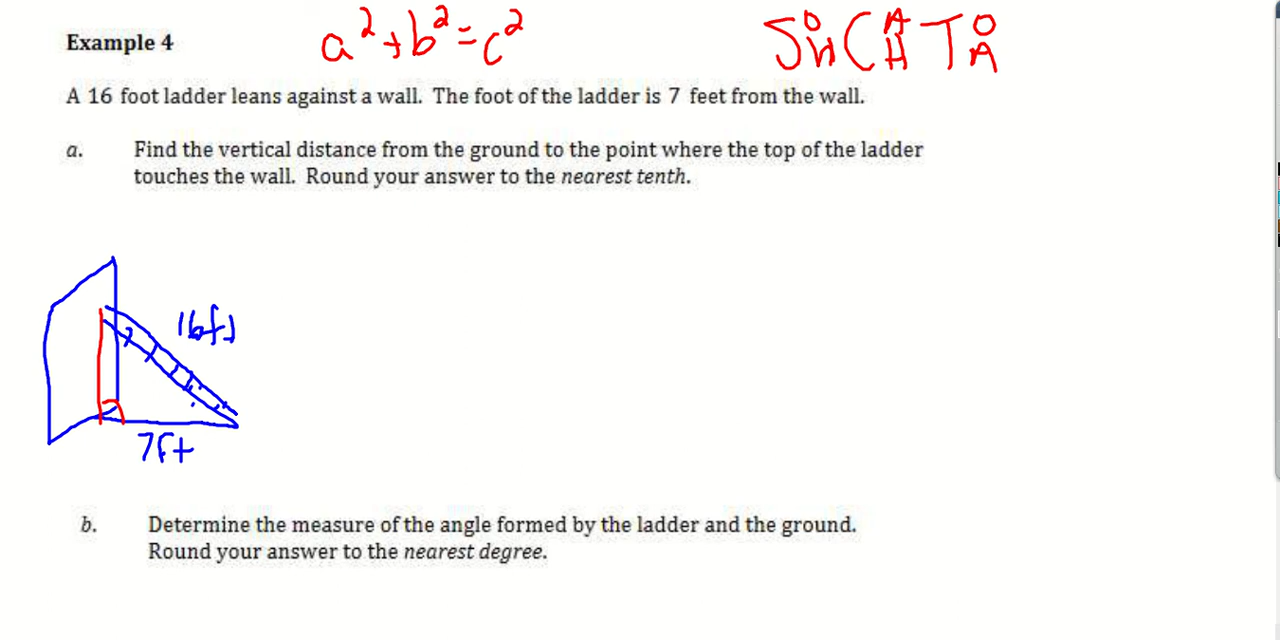 Example 4 a²+b²=c² SOH CAH TOA
A 16 foot ladder leans against a wall. The foot of the ladder is 7 feet from the wall.
a. Find the vertical distance from the ground to the point where the top of the ladder
touches the wall. Round your answer to the nearest tenth.
16ft
7ft
b. Determine the measure of the angle formed by the ladder and the ground.
Round your answer to the nearest degree.